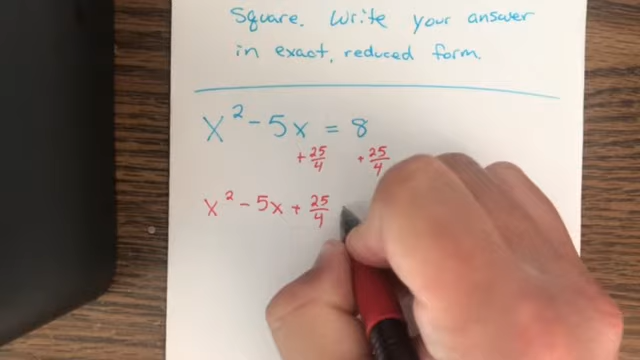 Square. Write your answer
in exact, reduced form.
x² - 5x = 8
+ 25/4 + 25/4
x² - 5x + 25/4